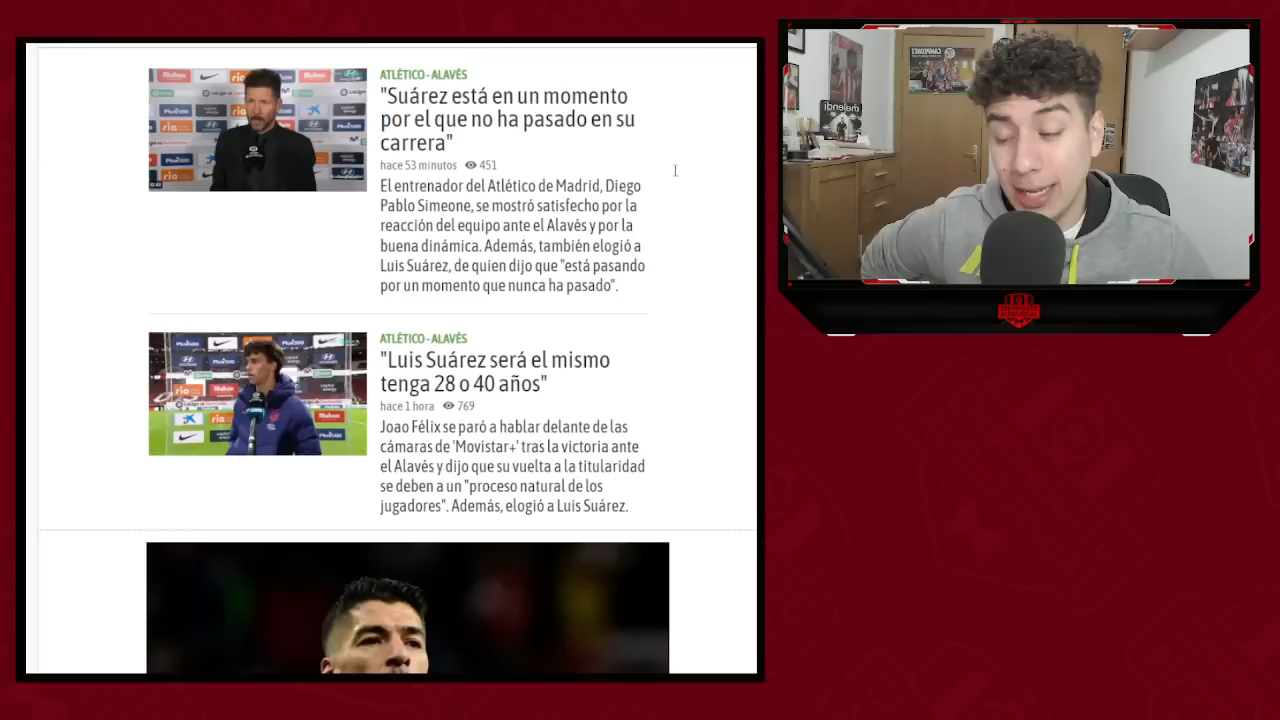 ATLÉTICO - ALAVÉS
"Suárez está en un momento
por el que no ha pasado en su
carrera"
hace 53 minutos 451
El entrenador del Atlético de Madrid, Diego
Pablo Simeone, se mostró satisfecho por la
reacción del equipo ante el Alavés y por la
buena dinámica. Además, también elogió a
Luis Suárez, de quien dijo que "está pasando
por un momento que nunca ha pasado".
ATLÉTICO - ALAVÉS
"Luis Suárez será el mismo
tenga 28 o 40 años"
hace 1 hora 769
Joao Félix se paró a hablar delante de las
cámaras de 'Movistar+' tras la victoria ante
el Alavés y dijo que su vuelta a la titularidad
se deben a un "proceso natural de los
jugadores". Además, elogió a Luis Suárez.